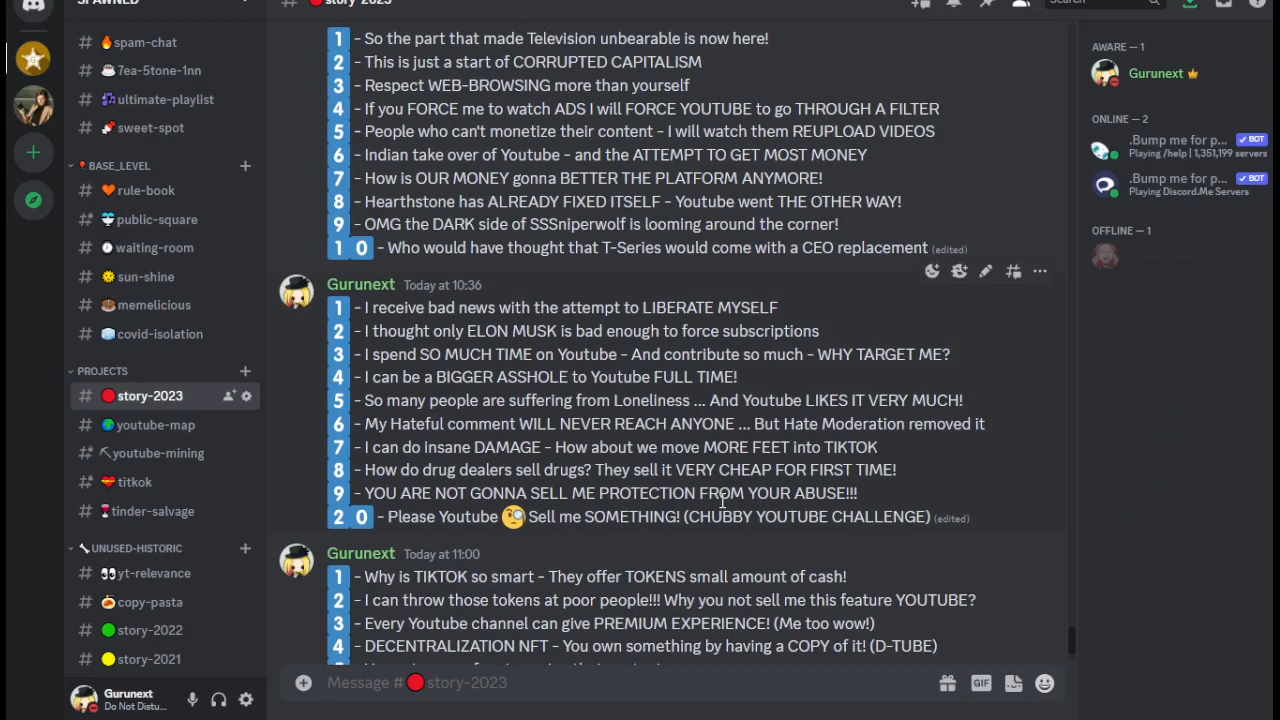 SPAWNED
story-2023
Search
🔥spam-chat
☕7ea-5tone-1nn
🎶ultimate-playlist
sweet-spot
BASE_LEVEL
rule-book
public-square
waiting-room
sun-shine
memelicious
covid-isolation
PROJECTS
story-2023
youtube-map
youtube-mining
titkok
tinder-salvage
UNUSED-HISTORIC
yt-relevance
copy-pasta
story-2022
story-2021
Gurunext
Do Not Distu...
1 - So the part that made Television unbearable is now here!
2 - This is just a start of CORRUPTED CAPITALISM
3 - Respect WEB-BROWSING more than yourself
4 - If you FORCE me to watch ADS I will FORCE YOUTUBE to go THROUGH A FILTER
5 - People who can't monetize their content - I will watch them REUPLOAD VIDEOS
6 - Indian take over of Youtube - and the ATTEMPT TO GET MOST MONEY
7 - How is OUR MONEY gonna BETTER THE PLATFORM ANYMORE!
8 - Hearthstone has ALREADY FIXED ITSELF - Youtube went THE OTHER WAY!
9 - OMG the DARK side of SSSniperwolf is looming around the corner!
1 0 - Who would have thought that T-Series would come with a CEO replacement (edited)
Gurunext Today at 10:36
1 - I receive bad news with the attempt to LIBERATE MYSELF
2 - I thought only ELON MUSK is bad enough to force subscriptions
3 - I spend SO MUCH TIME on Youtube - And contribute so much - WHY TARGET ME?
4 - I can be a BIGGER ASSHOLE to Youtube FULL TIME!
5 - So many people are suffering from Loneliness ... And Youtube LIKES IT VERY MUCH!
6 - My Hateful comment WILL NEVER REACH ANYONE ... But Hate Moderation removed it
7 - I can do insane DAMAGE - How about we move MORE FEET into TIKTOK
8 - How do drug dealers sell drugs? They sell it VERY CHEAP FOR FIRST TIME!
9 - YOU ARE NOT GONNA SELL ME PROTECTION FROM YOUR ABUSE!!!
2 0 - Please Youtube 🧐 Sell me SOMETHING! (CHUBBY YOUTUBE CHALLENGE) (edited)
Gurunext Today at 11:00
1 - Why is TIKTOK so smart - They offer TOKENS small amount of cash!
2 - I can throw those tokens at poor people!!! Why you not sell me this feature YOUTUBE?
3 - Every Youtube channel can give PREMIUM EXPERIENCE! (Me too wow!)
4 - DECENTRALIZATION NFT - You own something by having a COPY of it! (D-TUBE)
Message # 🔴story-2023
GIF
AWARE — 1
Gurunext
ONLINE — 2
.Bump me for p... BOT
Playing /help | 1,351,199 servers
.Bump me for p... BOT
Playing Discord.Me Servers
OFFLINE — 1